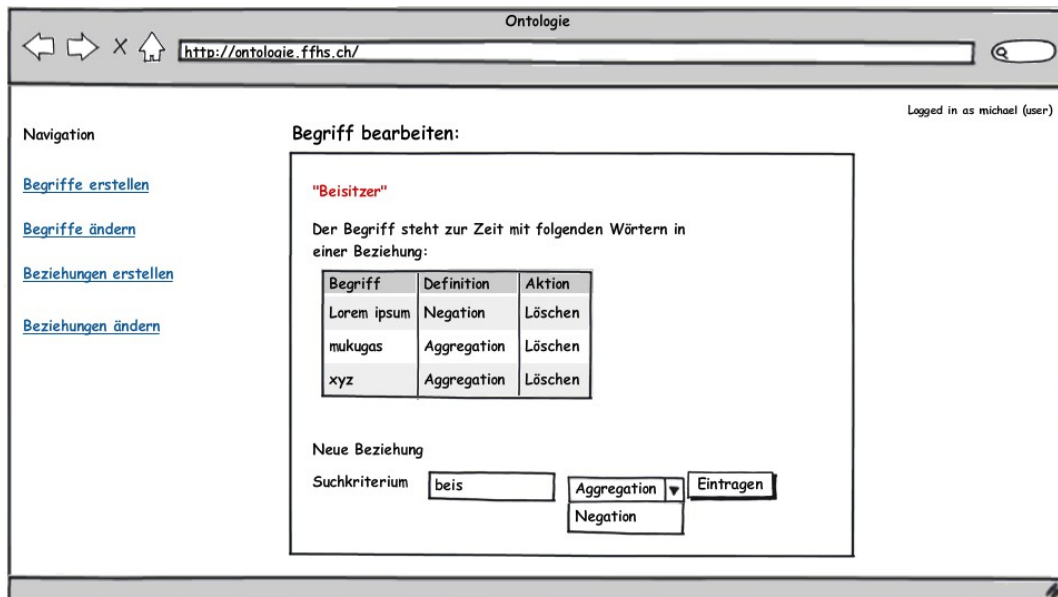 Ontologie
http://ontologie.ffhs.ch/
Logged in as michael (user)
Navigation
Begriffe erstellen
Begriffe ändern
Beziehungen erstellen
Beziehungen ändern
Begriff bearbeiten:
"Beisitzer"
Der Begriff steht zur Zeit mit folgenden Wörtern in
einer Beziehung:
Begriff Definition Aktion
Lorem ipsum Negation Löschen
mukugas Aggregation Löschen
xyz Aggregation Löschen
Neue Beziehung
Suchkriterium beis Aggregation Eintragen
Negation